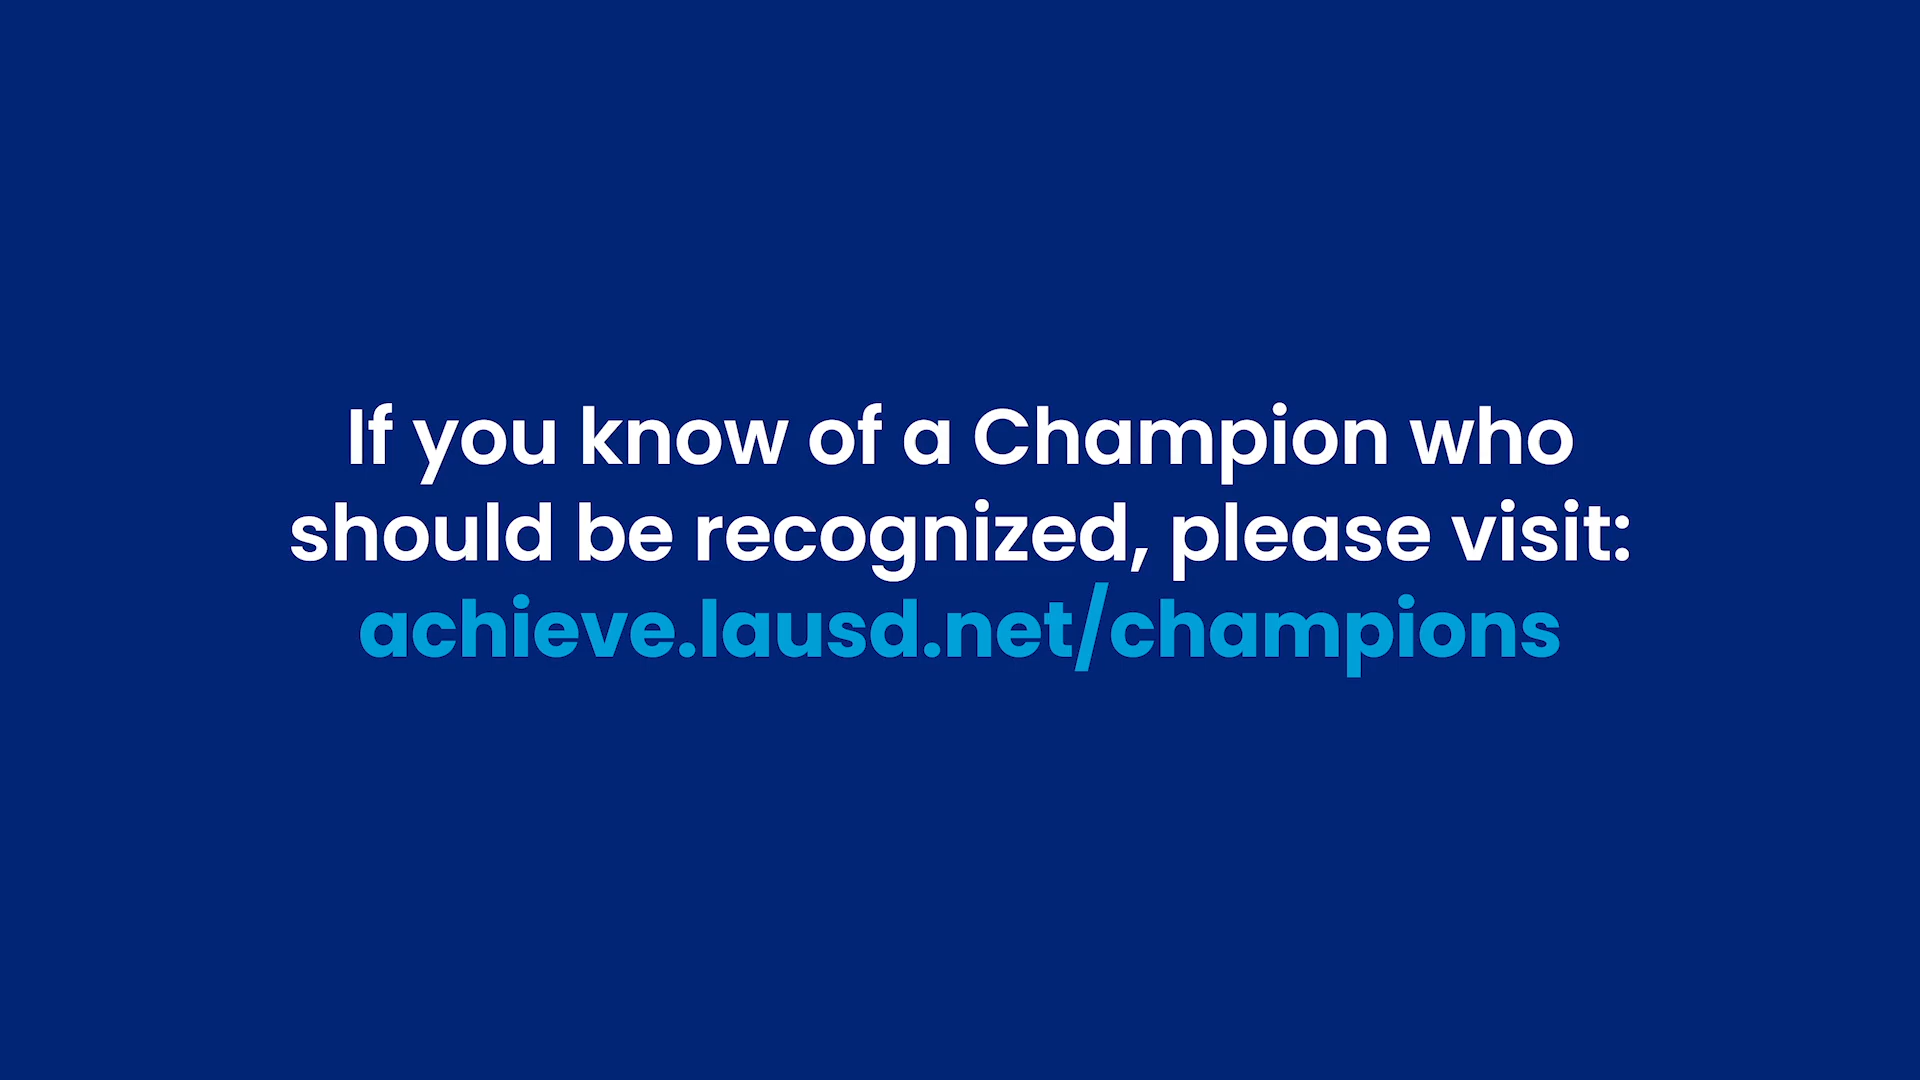 If you know of a Champion who
should be recognized, please visit:
achieve.lausd.net/champions